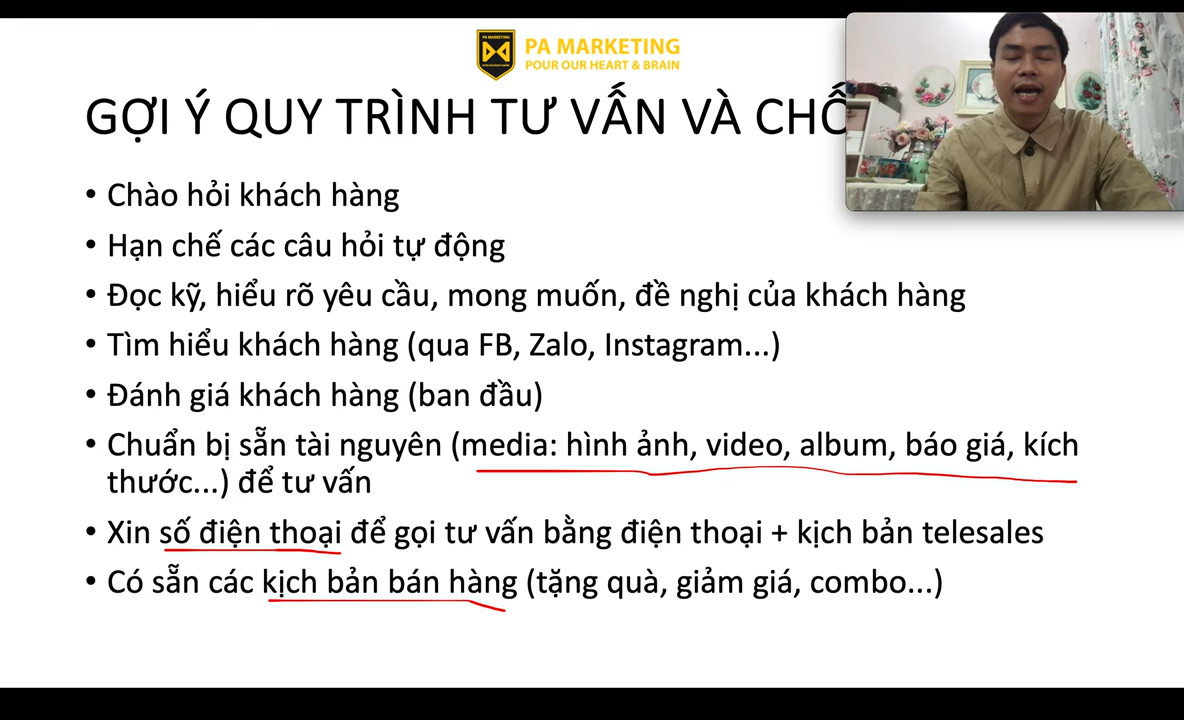 PA MARKETING
POUR OUR HEART & BRAIN
PA MARKETING
GỢI Ý QUY TRÌNH TƯ VẤN VÀ CHỐ
• Chào hỏi khách hàng
• Hạn chế các câu hỏi tự động
• Đọc kỹ, hiểu rõ yêu cầu, mong muốn, đề nghị của khách hàng
• Tìm hiểu khách hàng (qua FB, Zalo, Instagram...)
• Đánh giá khách hàng (ban đầu)
• Chuẩn bị sẵn tài nguyên (media: hình ảnh, video, album, báo giá, kích
thước...) để tư vấn
• Xin số điện thoại để gọi tư vấn bằng điện thoại + kịch bản telesales
• Có sẵn các kịch bản bán hàng (tặng quà, giảm giá, combo...)